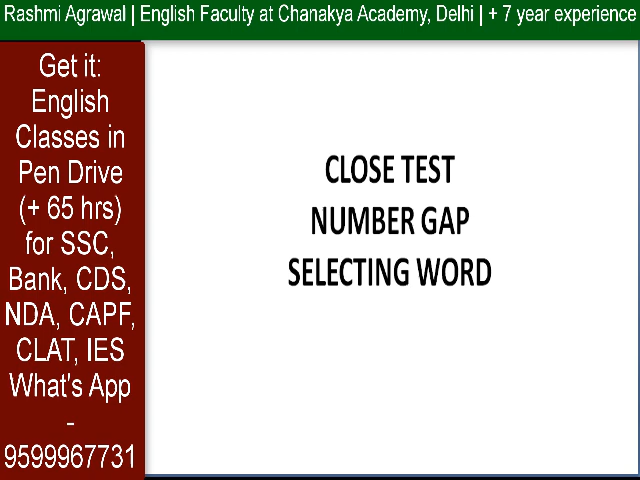 Rashmi Agrawal | English Faculty at Chanakya Academy, Delhi | + 7 year experience
Get it:
English
Classes in
Pen Drive
(+ 65 hrs)
for SSC,
Bank, CDS,
NDA, CAPF,
CLAT, IES
What's App
-
9599967731
CLOSE TEST
NUMBER GAP
SELECTING WORD